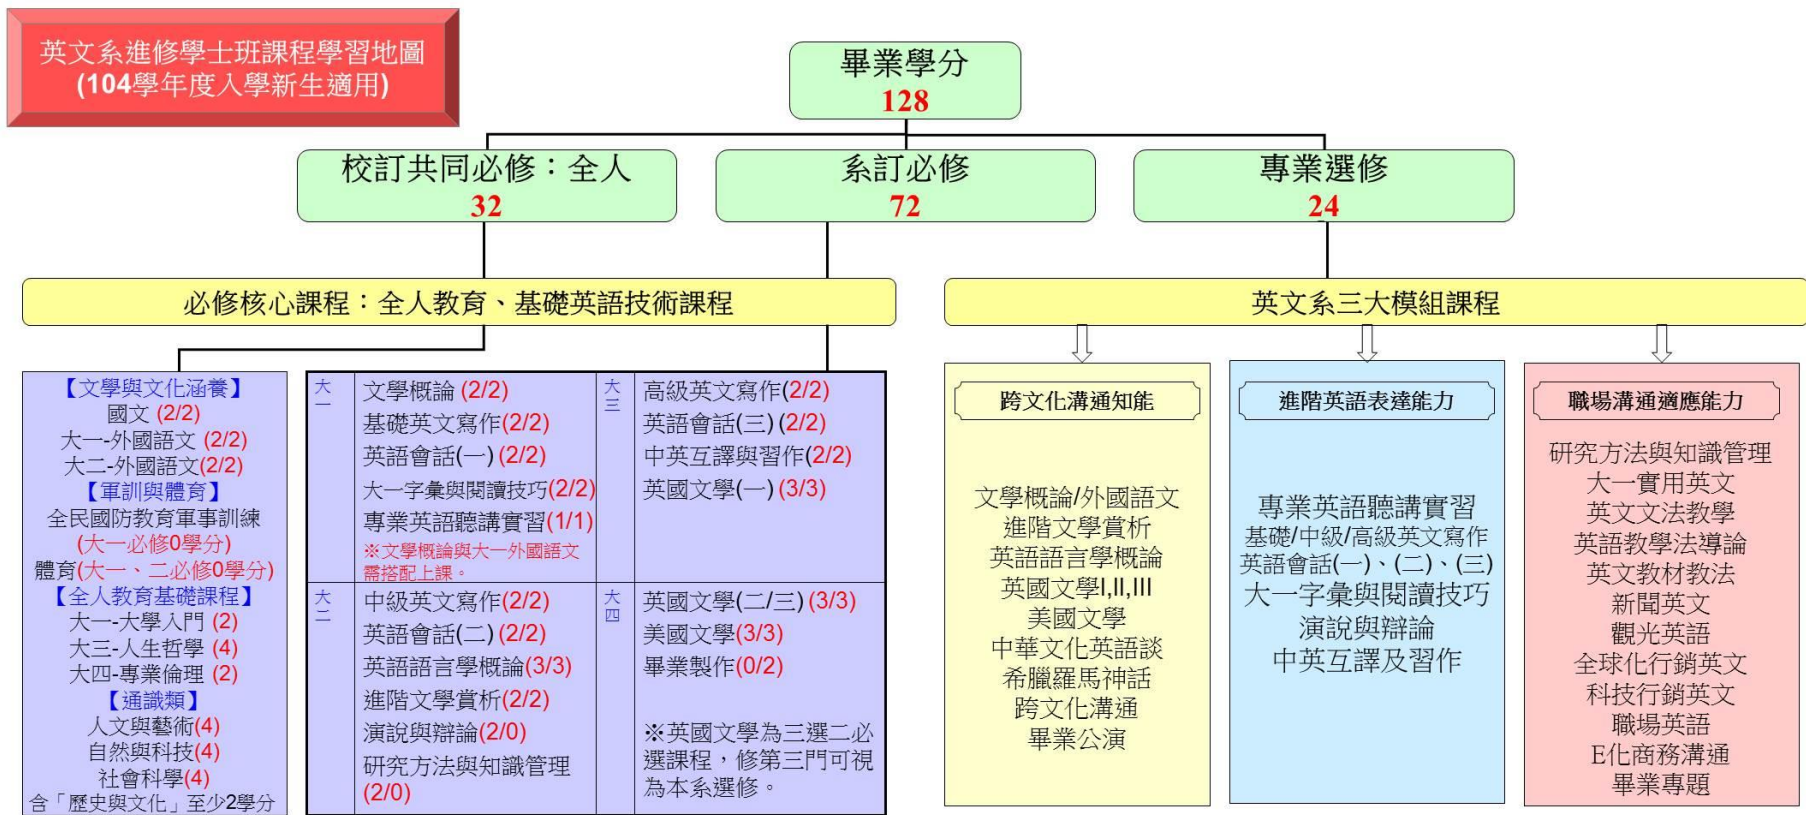 英文系進修學士班課程學習地圖
(104學年度入學新生適用)
畢業學分
128
校訂共同必修：全人
32
系訂必修
72
專業選修
24
必修核心課程：全人教育、基礎英語技術課程
英文系三大模組課程
【文學與文化涵養】
國文 (2/2)
大一-外國語文 (2/2)
大二-外國語文(2/2)
【軍訓與體育】
全民國防教育軍事訓練
(大一必修0學分)
體育(大一、二必修0學分)
【全人教育基礎課程】
大一-大學入門 (2)
大三-人生哲學 (4)
大四-專業倫理 (2)
【通識類】
人文與藝術(4)
自然與科技(4)
社會科學(4)
含「歷史與文化」至少2學分
大一
文學概論 (2/2)
基礎英文寫作(2/2)
英語會話(一) (2/2)
大一字彙與閱讀技巧(2/2)
專業英語聽講實習(1/1)
※文學概論與大一外國語文
需搭配上課。
大二
中級英文寫作(2/2)
英語會話(二) (2/2)
英語語言學概論(3/3)
進階文學賞析(2/2)
演說與辯論(2/0)
研究方法與知識管理
(2/0)
大三
高級英文寫作(2/2)
英語會話(三) (2/2)
中英互譯與習作(2/2)
英國文學(一) (3/3)
大四
英國文學(二/三) (3/3)
美國文學(3/3)
畢業製作(0/2)
※英國文學為三選二必
選課程，修第三門可視
為本系選修。
跨文化溝通知能
文學概論/外國語文
進階文學賞析
英語語言學概論
英國文學I,II,III
美國文學
中華文化英語談
希臘羅馬神話
跨文化溝通
畢業公演
進階英語表達能力
專業英語聽講實習
基礎/中級/高級英文寫作
英語會話(一)、(二)、(三)
大一字彙與閱讀技巧
演說與辯論
中英互譯及習作
職場溝通適應能力
研究方法與知識管理
大一實用英文
英文文法教學
英語教學法導論
英文教材教法
新聞英文
觀光英語
全球化行銷英文
科技行銷英文
職場英語
E化商務溝通
畢業專題